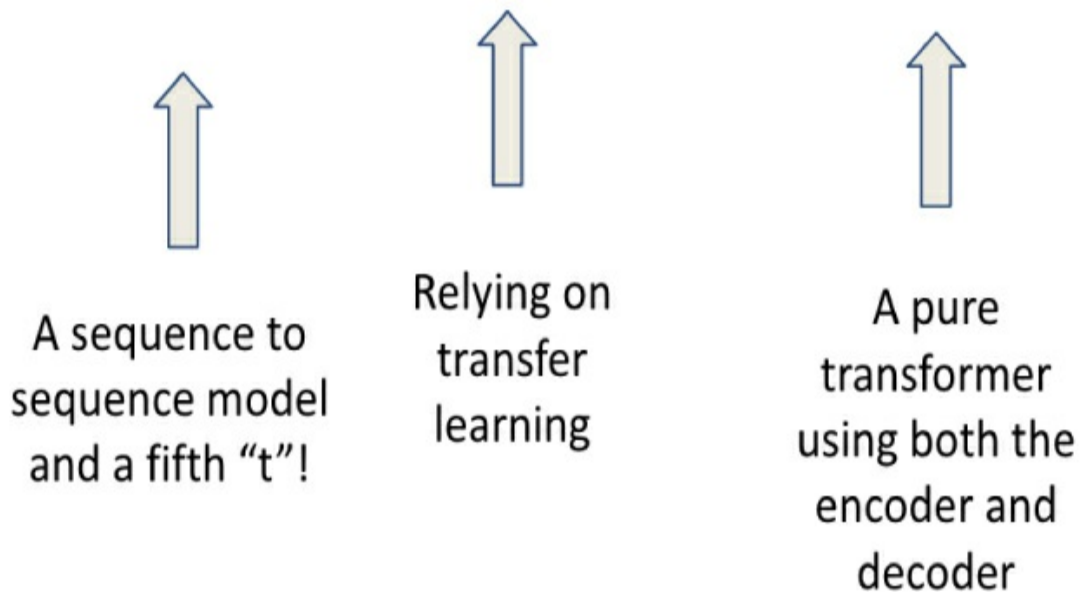 A sequence to
sequence model
and a fifth “t”!
Relying on
transfer
learning
A pure
transformer
using both the
encoder and
decoder